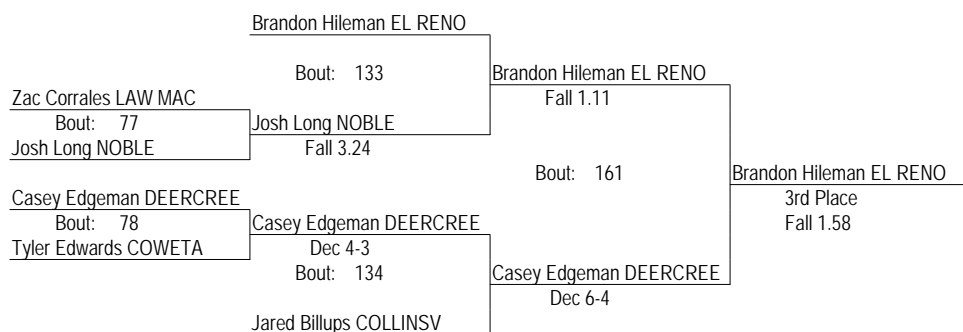 Brandon Hileman EL RENO
Bout: 133
Brandon Hileman EL RENO
Fall 1.11
Zac Corrales LAW MAC
Bout: 77
Josh Long NOBLE
Josh Long NOBLE
Fall 3.24
Bout: 161
Brandon Hileman EL RENO
3rd Place
Fall 1.58
Casey Edgeman DEERCREE
Bout: 78
Casey Edgeman DEERCREE
Tyler Edwards COWETA
Dec 4-3
Bout: 134
Casey Edgeman DEERCREE
Dec 6-4
Jared Billups COLLINSV